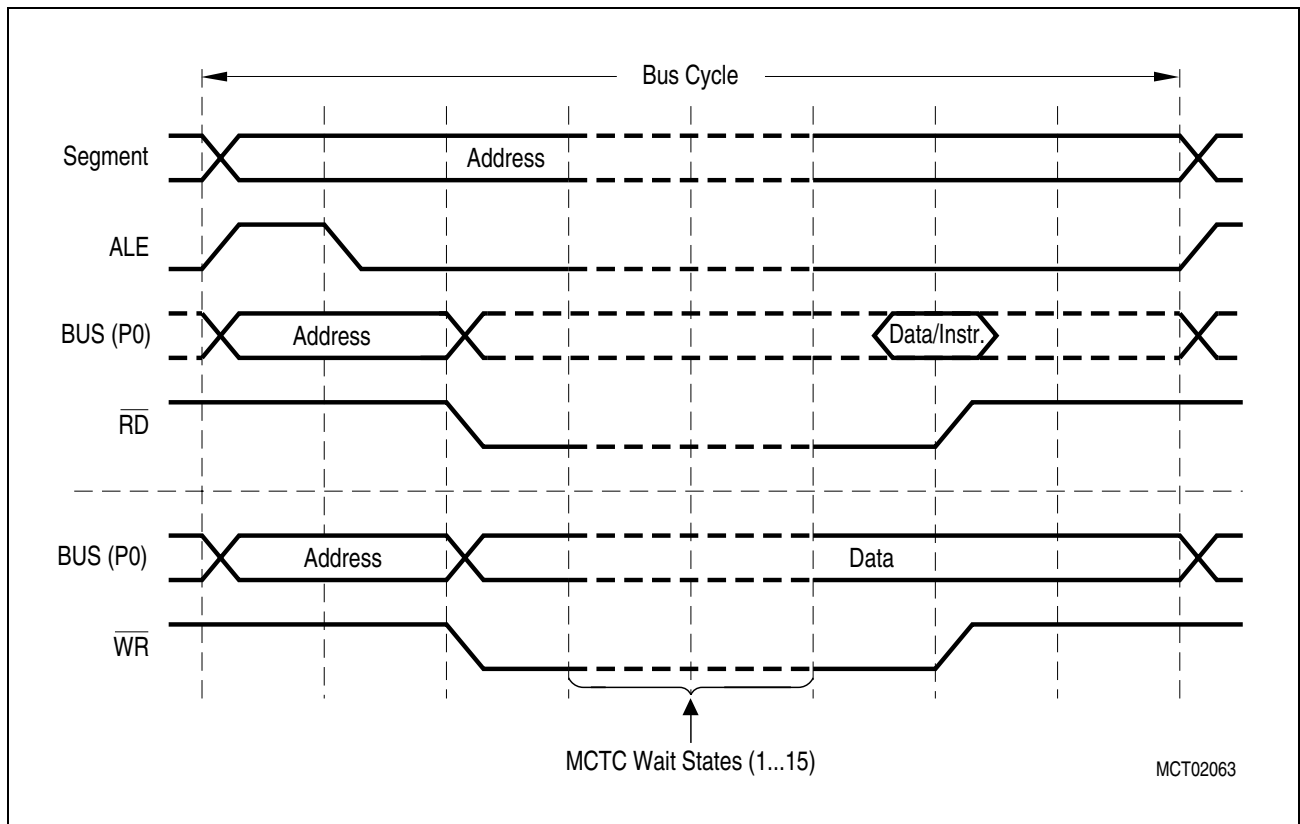 Bus Cycle
Segment
Address
ALE
BUS (P0)
Address
Data/Instr.
RD
BUS (P0)
Address
Data
WR
MCTC Wait States (1...15)
MCT02063